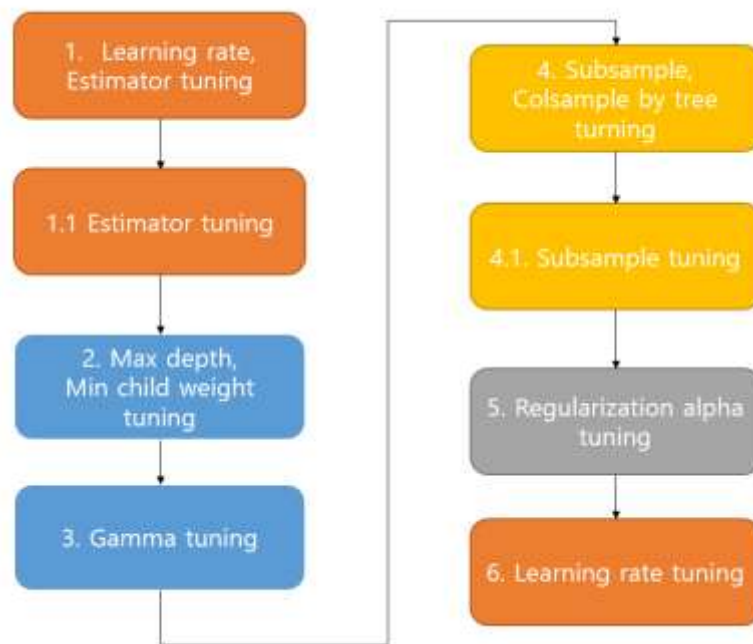 1. Learning rate,
Estimator tuning
1.1 Estimator tuning
2. Max depth,
Min child weight
tuning
3. Gamma tuning
4. Subsample,
Colsample by tree
turning
4.1. Subsample tuning
5. Regularization alpha
tuning
6. Learning rate tuning